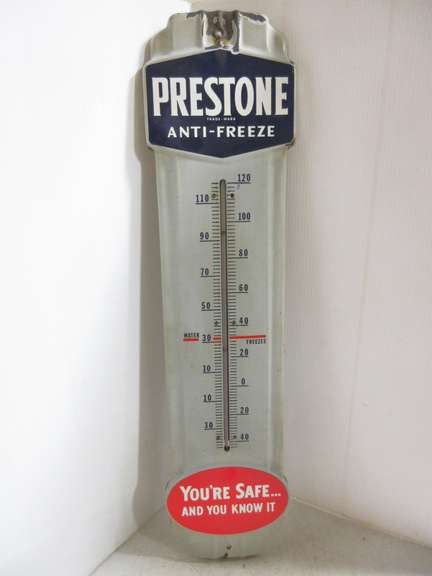 PRESTONE
TRADE-MARK
ANTI-FREEZE
120
110
100
90
80
70
60
50
40
WATER 30 FREEZES
20
10
0
10
20
30
40
YOU'RE SAFE...
AND YOU KNOW IT